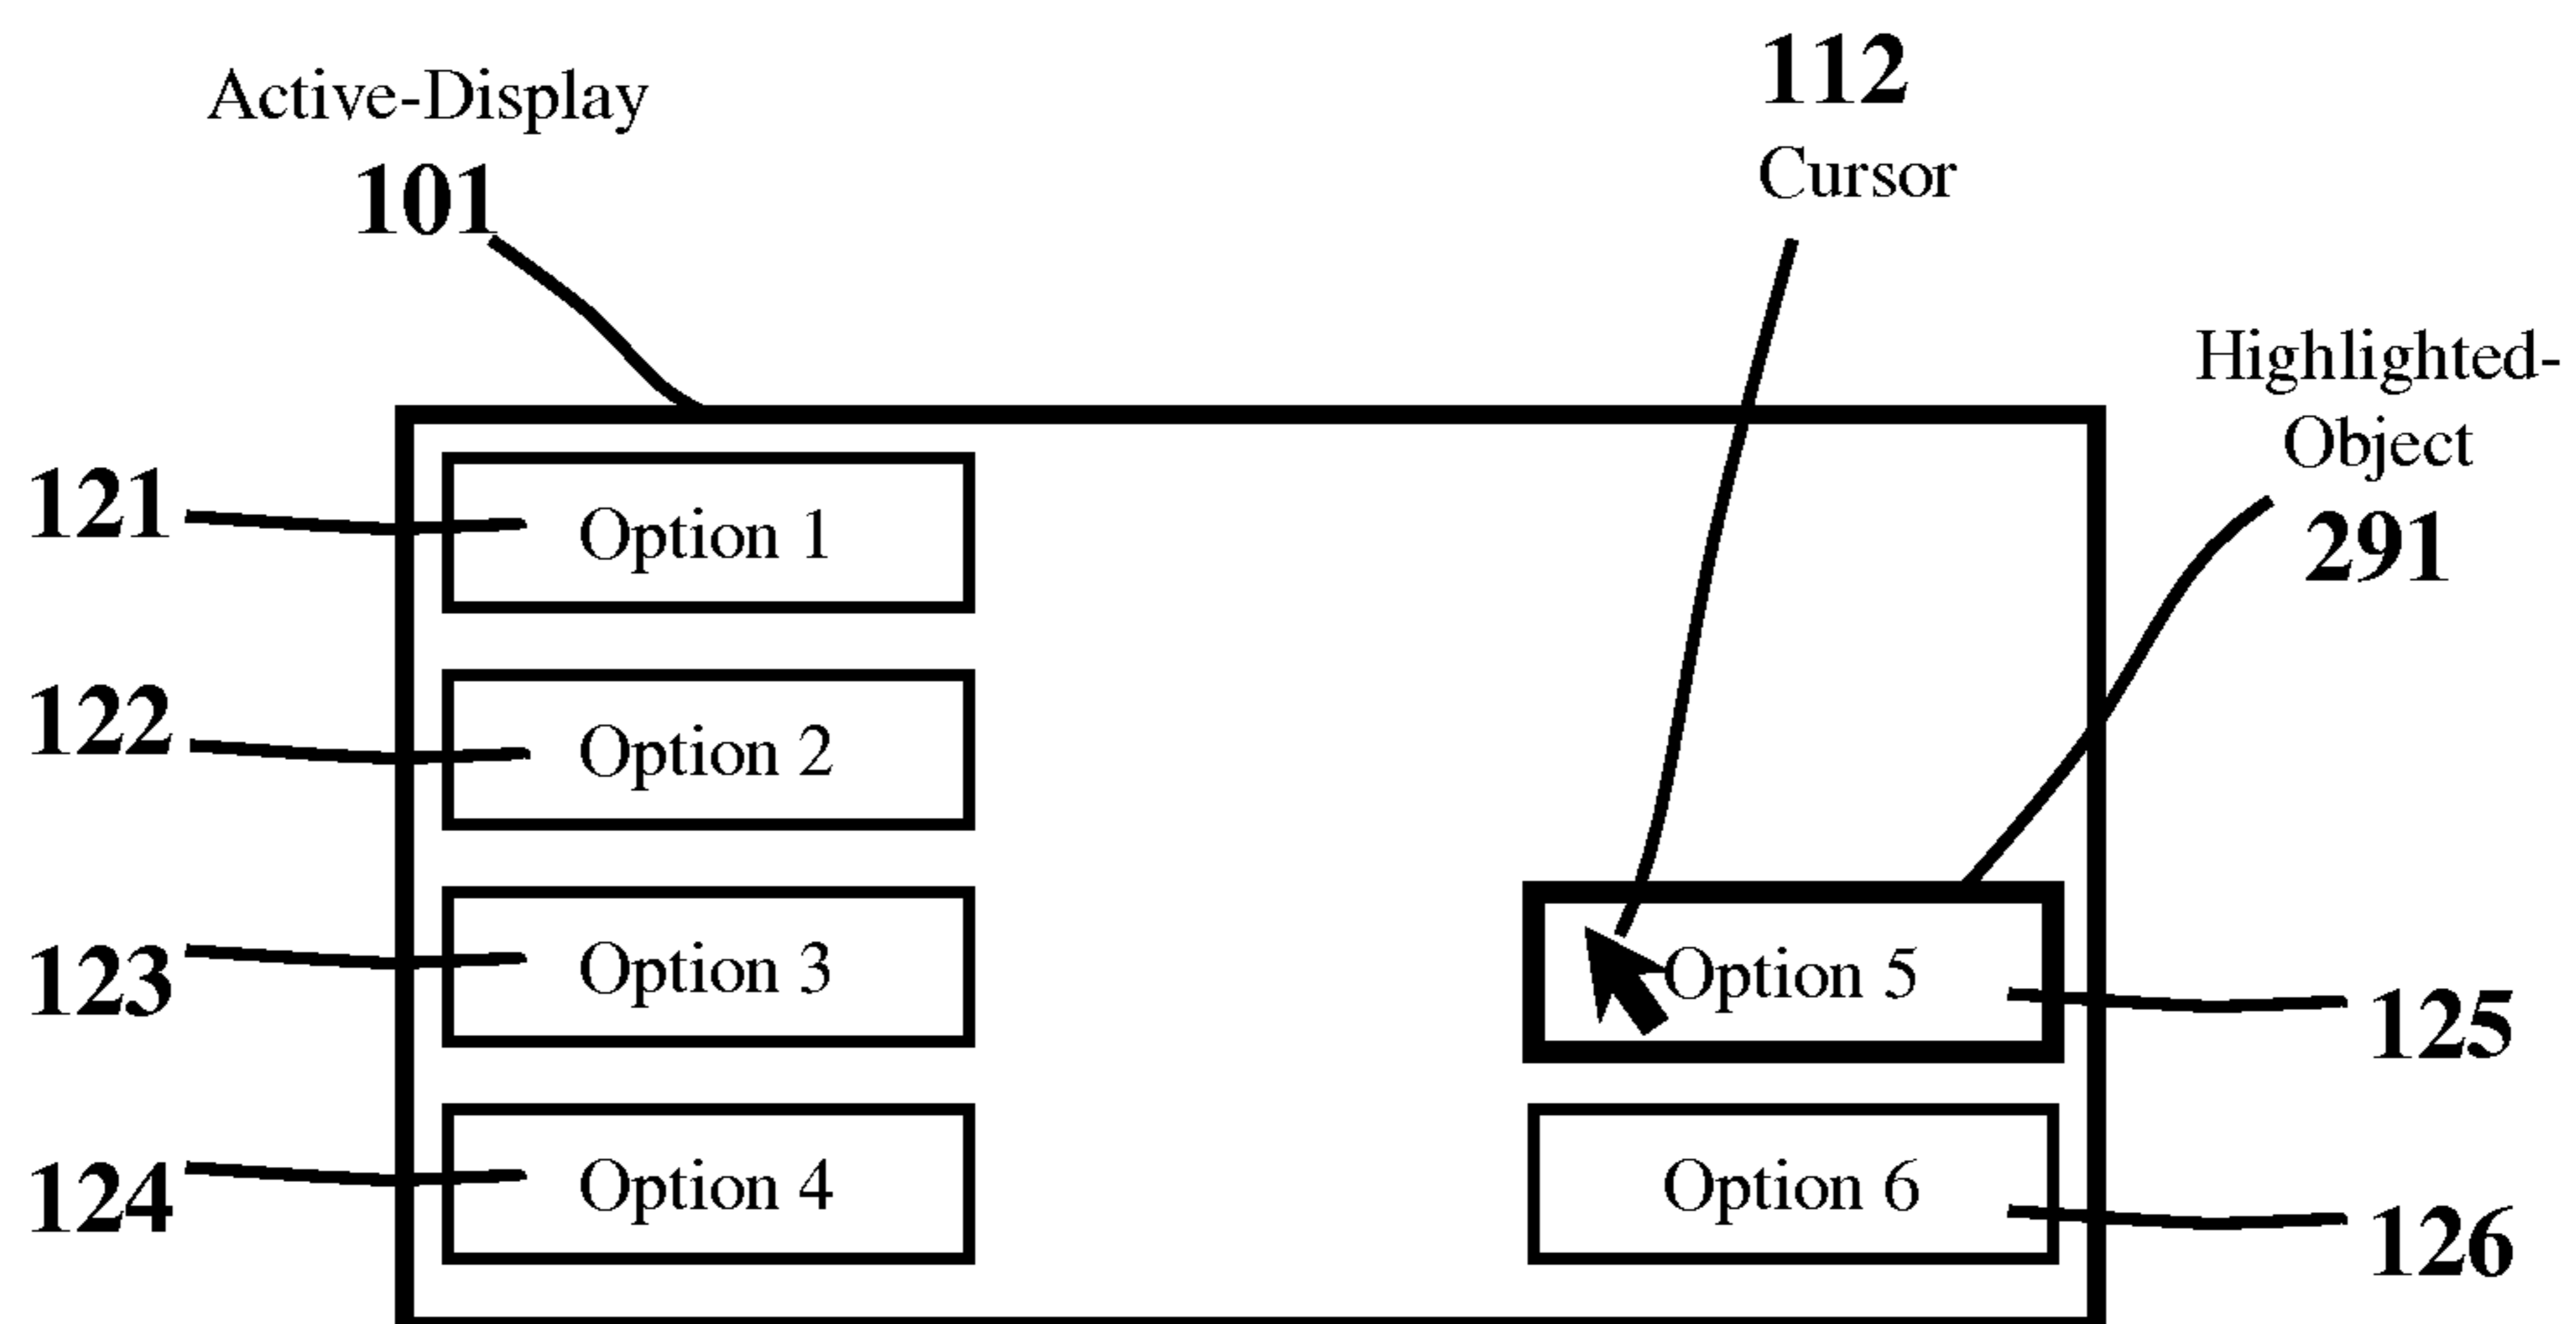 Active-Display
101
112
Cursor
Highlighted-
Object
291
121
Option 1
122
Option 2
123
Option 3
124
Option 4
Option 5
125
Option 6
126